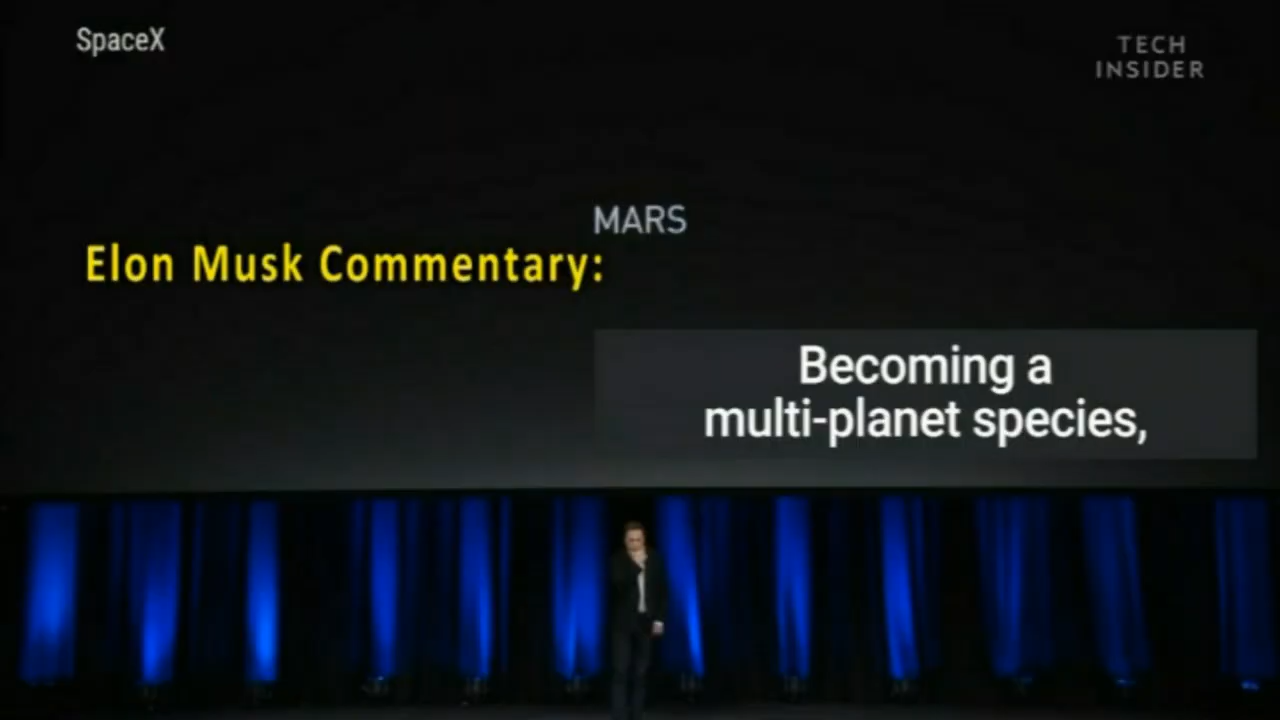 SpaceX
TECH
INSIDER
MARS
Elon Musk Commentary:
Becoming a
multi-planet species,